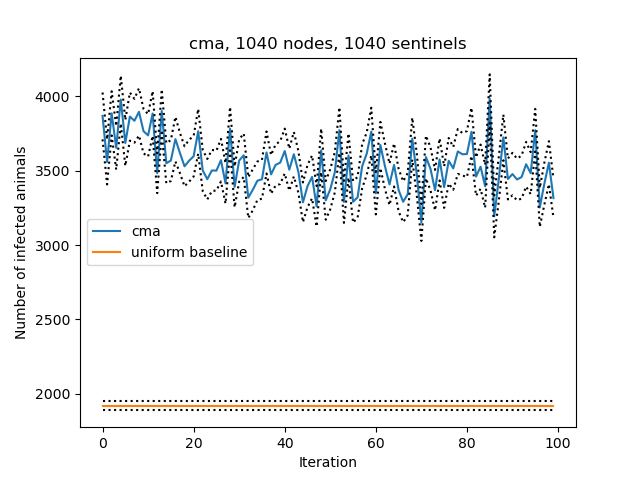 cma, 1040 nodes, 1040 sentinels
Number of infected animals
4000
3500
3000
2500
2000
cma
uniform baseline
0 20 40 60 80 100
Iteration